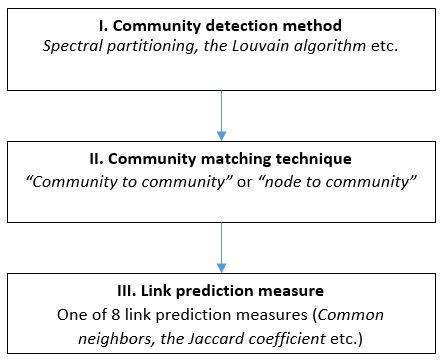 I. Community detection method
Spectral partitioning, the Louvain algorithm etc.
II. Community matching technique
“Community to community” or “node to community”
III. Link prediction measure
One of 8 link prediction measures (Common
neighbors, the Jaccard coefficient etc.)